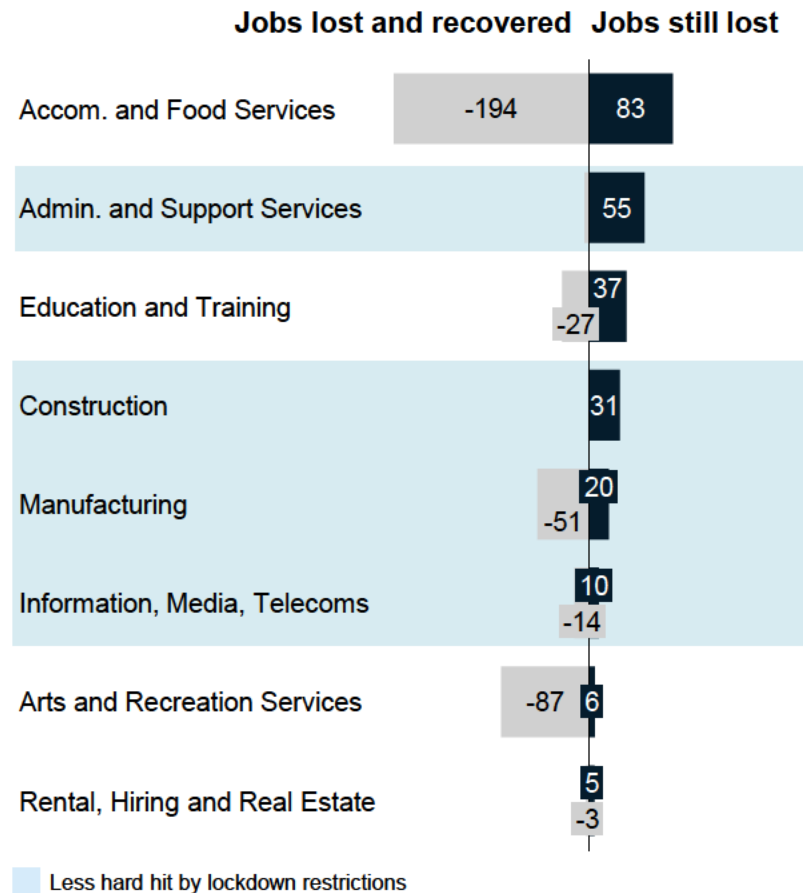 Jobs lost and recovered Jobs still lost
Accom. and Food Services -194 83
Admin. and Support Services 55
Education and Training 37
-27
Construction 31
Manufacturing 20
-51
Information, Media, Telecoms 10
-14
Arts and Recreation Services -87 6
Rental, Hiring and Real Estate 5
-3
Less hard hit by lockdown restrictions